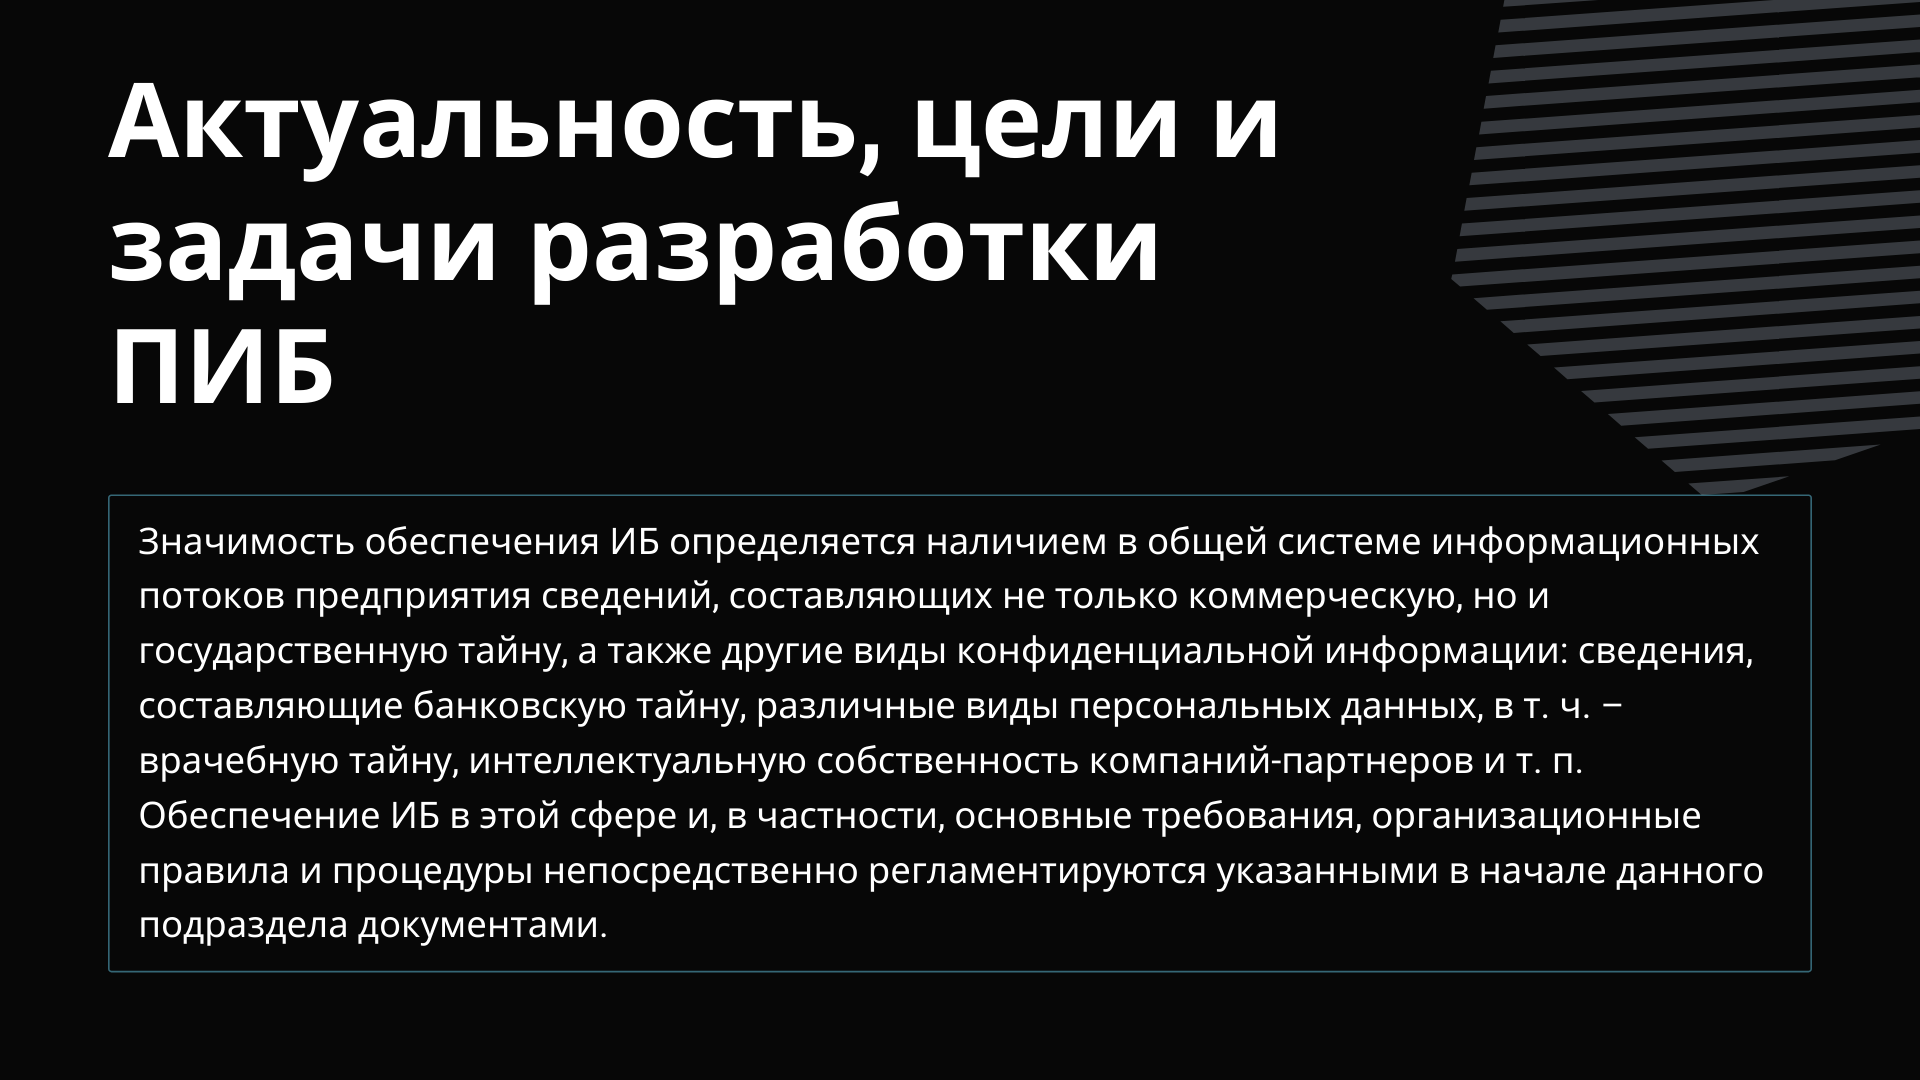 Актуальность, цели и
задачи разработки
ПИБ
Значимость обеспечения ИБ определяется наличием в общей системе информационных
потоков предприятия сведений, составляющих не только коммерческую, но и
государственную тайну, а также другие виды конфиденциальной информации: сведения,
составляющие банковскую тайну, различные виды персональных данных, в т. ч. −
врачебную тайну, интеллектуальную собственность компаний-партнеров и т. п.
Обеспечение ИБ в этой сфере и, в частности, основные требования, организационные
правила и процедуры непосредственно регламентируются указанными в начале данного
подраздела документами.